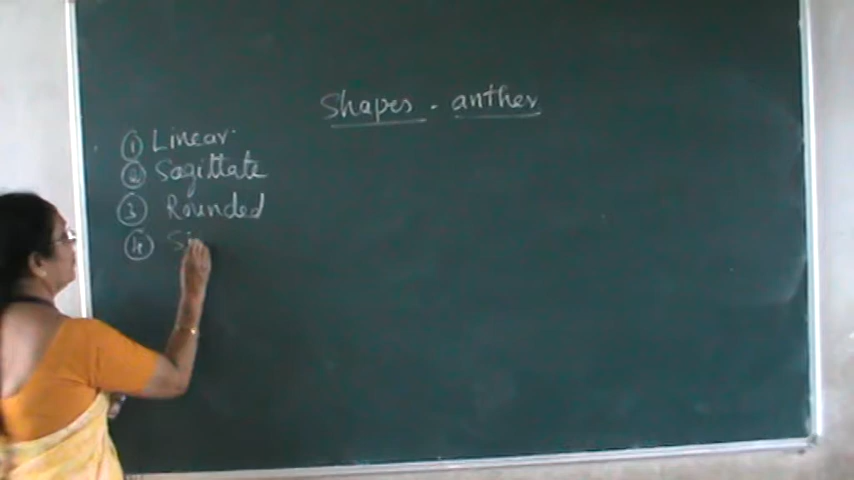 Shapes - anther
① Linear
② Sagittate
③ Rounded
④ Si